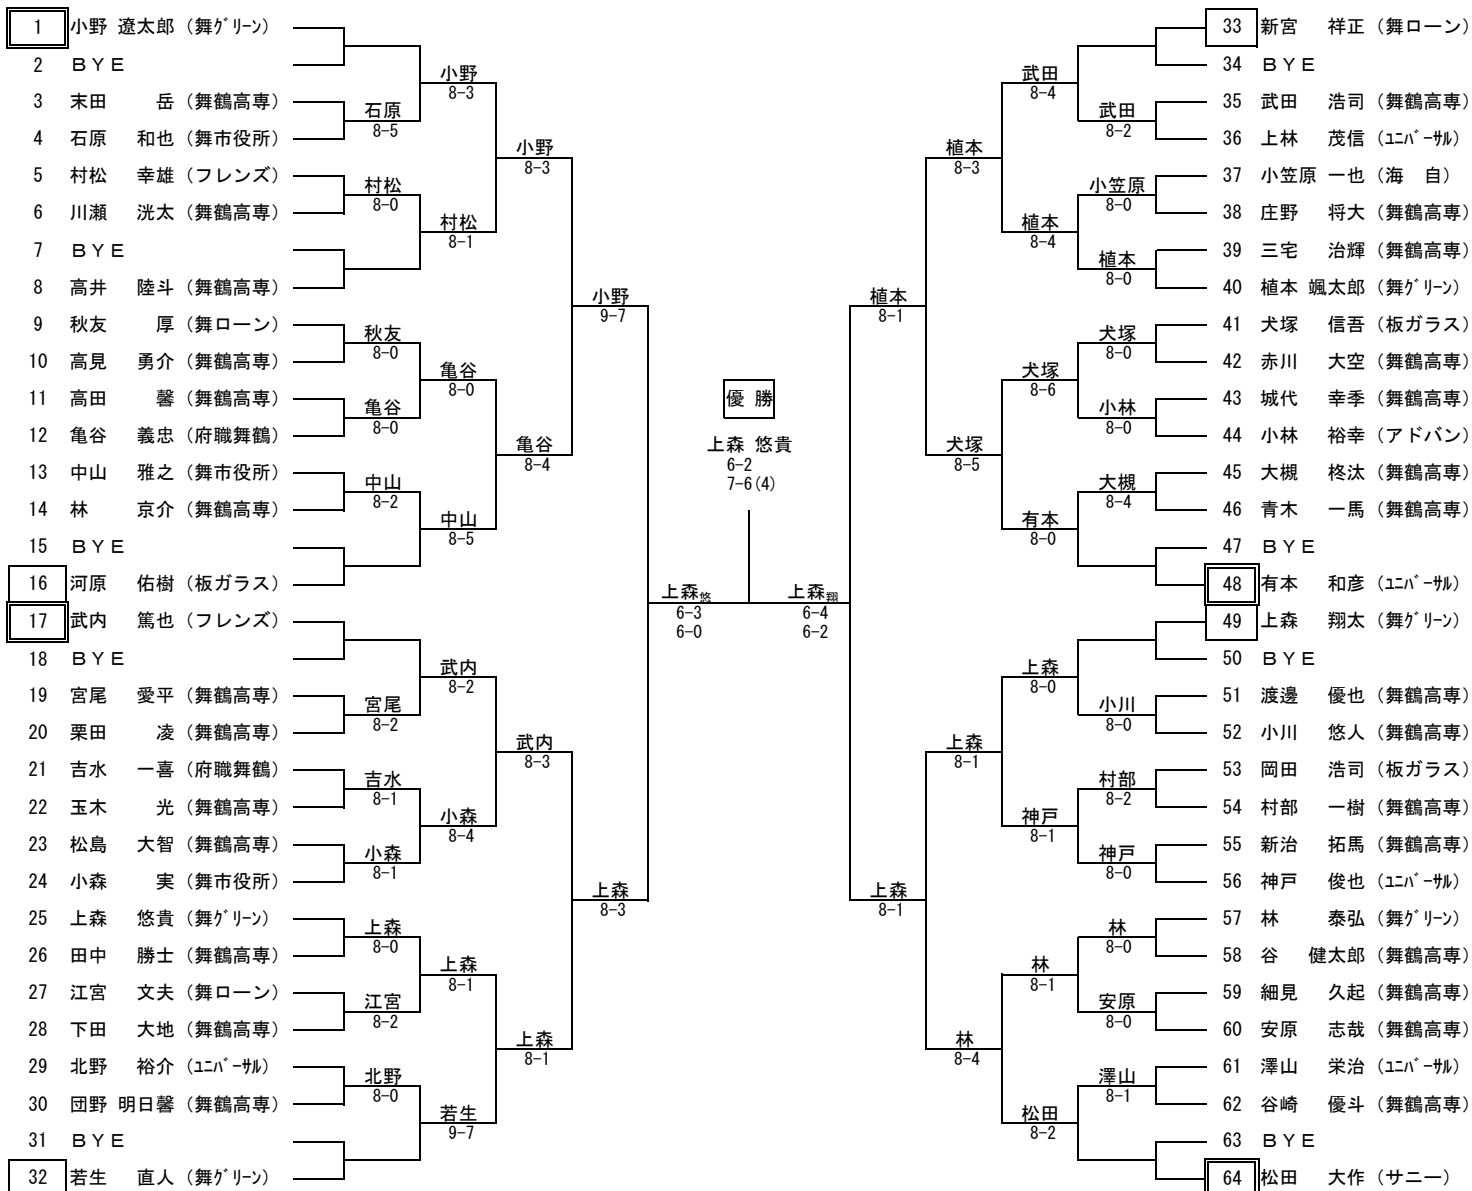 1 小野 遼太郎 (舞ｸﾞﾘｰﾝ)
2 ＢＹＥ
3 末田 岳 (舞鶴高専)
4 石原 和也 (舞市役所)
5 村松 幸雄 (フレンズ)
6 川瀬 洸太 (舞鶴高専)
7 ＢＹＥ
8 高井 陸斗 (舞鶴高専)
9 秋友 厚 (舞ローン)
10 高見 勇介 (舞鶴高専)
11 高田 馨 (舞鶴高専)
12 亀谷 義忠 (府職舞鶴)
13 中山 雅之 (舞市役所)
14 林 京介 (舞鶴高専)
15 ＢＹＥ
16 河原 佑樹 (板ガラス)
17 武内 篤也 (フレンズ)
18 ＢＹＥ
19 宮尾 愛平 (舞鶴高専)
20 栗田 凌 (舞鶴高専)
21 吉水 一喜 (府職舞鶴)
22 玉木 光 (舞鶴高専)
23 松島 大智 (舞鶴高専)
24 小森 実 (舞市役所)
25 上森 悠貴 (舞ｸﾞﾘｰﾝ)
26 田中 勝士 (舞鶴高専)
27 江宮 文夫 (舞ローン)
28 下田 大地 (舞鶴高専)
29 北野 裕介 (ﾕﾆﾊﾞｰｻﾙ)
30 団野 明日馨 (舞鶴高専)
31 ＢＹＥ
32 若生 直人 (舞ｸﾞﾘｰﾝ)
石原
8-5
村松
8-0
秋友
8-0
亀谷
8-0
中山
8-2
宮尾
8-2
吉水
8-1
小森
8-1
上森
8-0
江宮
8-2
北野
8-0
小野
8-3
村松
8-1
亀谷
8-0
中山
8-5
武内
8-2
小森
8-4
上森
8-1
若生
9-7
小野
8-3
亀谷
8-4
武内
8-3
上森
8-1
小野
9-7
上森
8-3
上森悠
6-3
6-0
優 勝
上森 悠貴
6-2
7-6(4)
上森翔
6-4
6-2
植本
8-1
上森
8-1
植本
8-3
犬塚
8-5
上森
8-1
林
8-4
武田
8-4
植本
8-4
犬塚
8-6
有本
8-0
上森
8-0
神戸
8-1
林
8-1
松田
8-2
武田
8-2
小笠原
8-0
植本
8-0
犬塚
8-0
小林
8-0
大槻
8-4
小川
8-0
村部
8-2
神戸
8-0
林
8-0
安原
8-0
澤山
8-1
33 新宮 祥正 (舞ローン)
34 ＢＹＥ
35 武田 浩司 (舞鶴高専)
36 上林 茂信 (ﾕﾆﾊﾞｰｻﾙ)
37 小笠原 一也 (海 自)
38 庄野 将大 (舞鶴高専)
39 三宅 治輝 (舞鶴高専)
40 植本 颯太郎 (舞ｸﾞﾘｰﾝ)
41 犬塚 信吾 (板ガラス)
42 赤川 大空 (舞鶴高専)
43 城代 幸季 (舞鶴高専)
44 小林 裕幸 (アドバン)
45 大槻 柊汰 (舞鶴高専)
46 青木 一馬 (舞鶴高専)
47 ＢＹＥ
48 有本 和彦 (ﾕﾆﾊﾞｰｻﾙ)
49 上森 翔太 (舞ｸﾞﾘｰﾝ)
50 ＢＹＥ
51 渡邊 優也 (舞鶴高専)
52 小川 悠人 (舞鶴高専)
53 岡田 浩司 (板ガラス)
54 村部 一樹 (舞鶴高専)
55 新治 拓馬 (舞鶴高専)
56 神戸 俊也 (ﾕﾆﾊﾞｰｻﾙ)
57 林 泰弘 (舞ｸﾞﾘｰﾝ)
58 谷 健太郎 (舞鶴高専)
59 細見 久起 (舞鶴高専)
60 安原 志哉 (舞鶴高専)
61 澤山 栄治 (ﾕﾆﾊﾞｰｻﾙ)
62 谷崎 優斗 (舞鶴高専)
63 ＢＹＥ
64 松田 大作 (サニー)